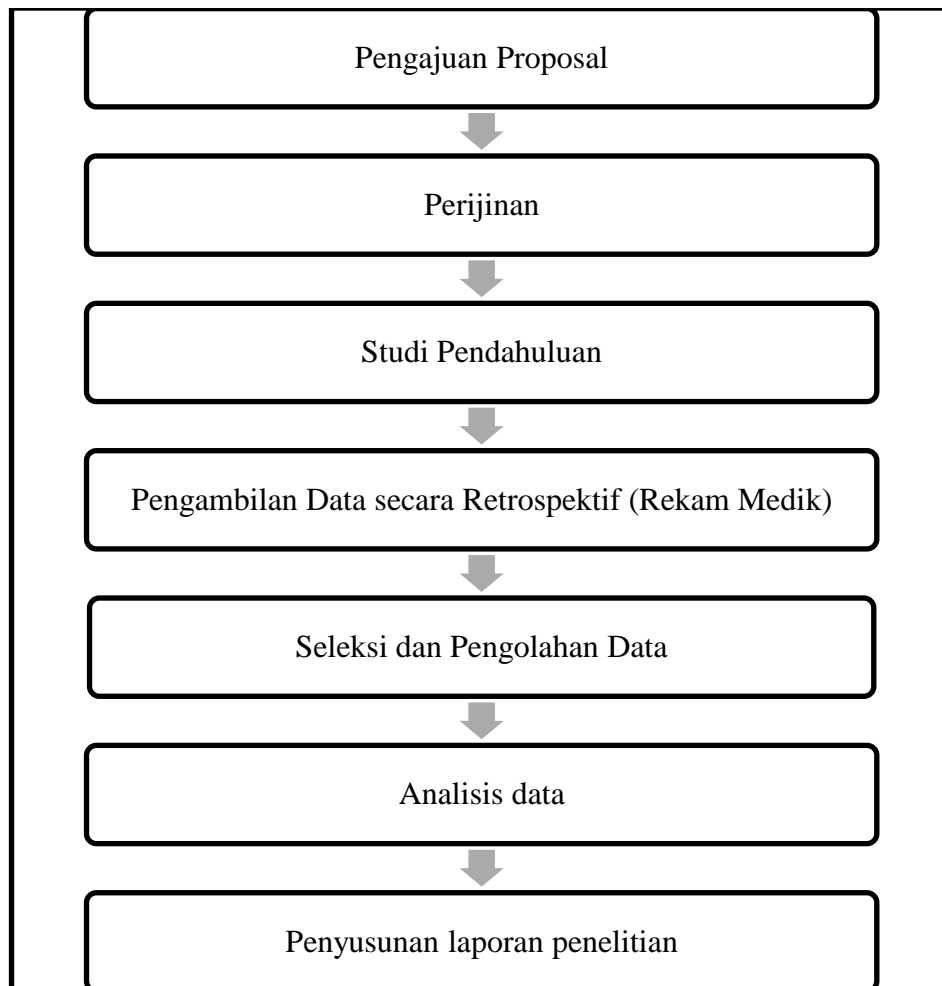 Pengajuan Proposal
Perijinan
Studi Pendahuluan
Pengambilan Data secara Retrospektif (Rekam Medik)
Seleksi dan Pengolahan Data
Analisis data
Penyusunan laporan penelitian